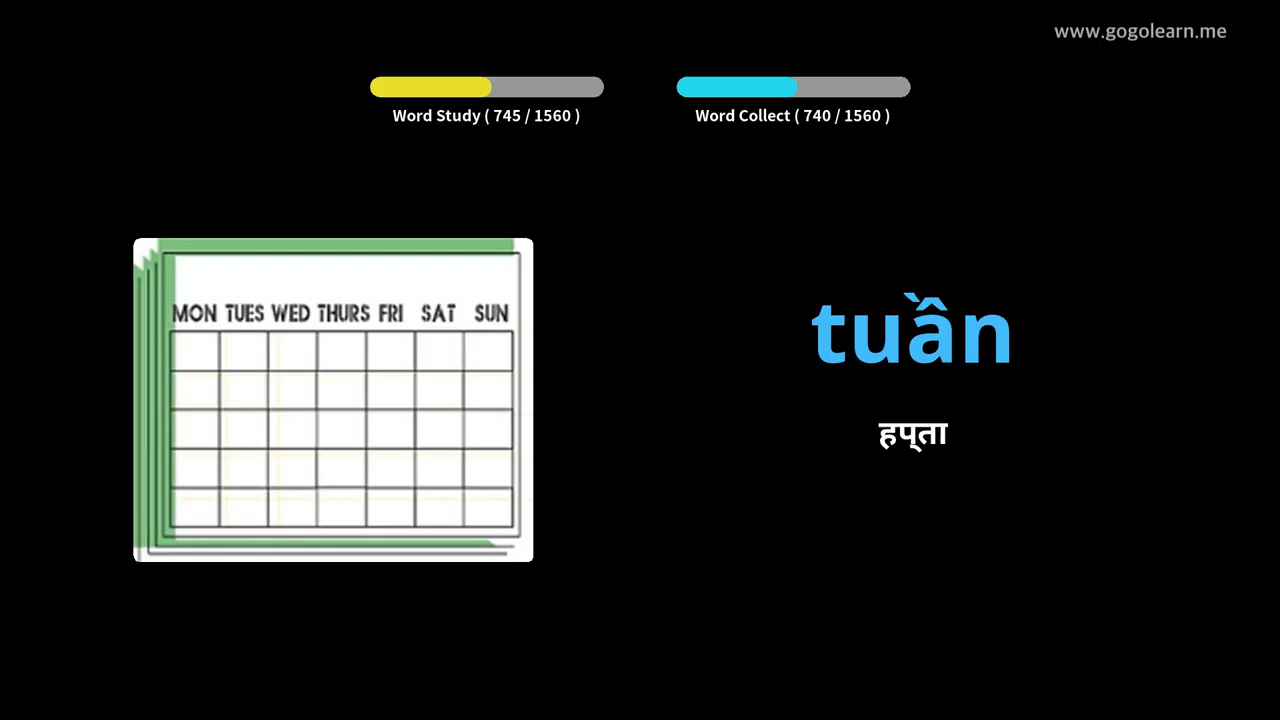 www.gogolearn.me
Word Study ( 745 / 1560 )
Word Collect ( 740 / 1560 )
MON TUES WED THURS FRI SAT SUN
tuần
हप्ता